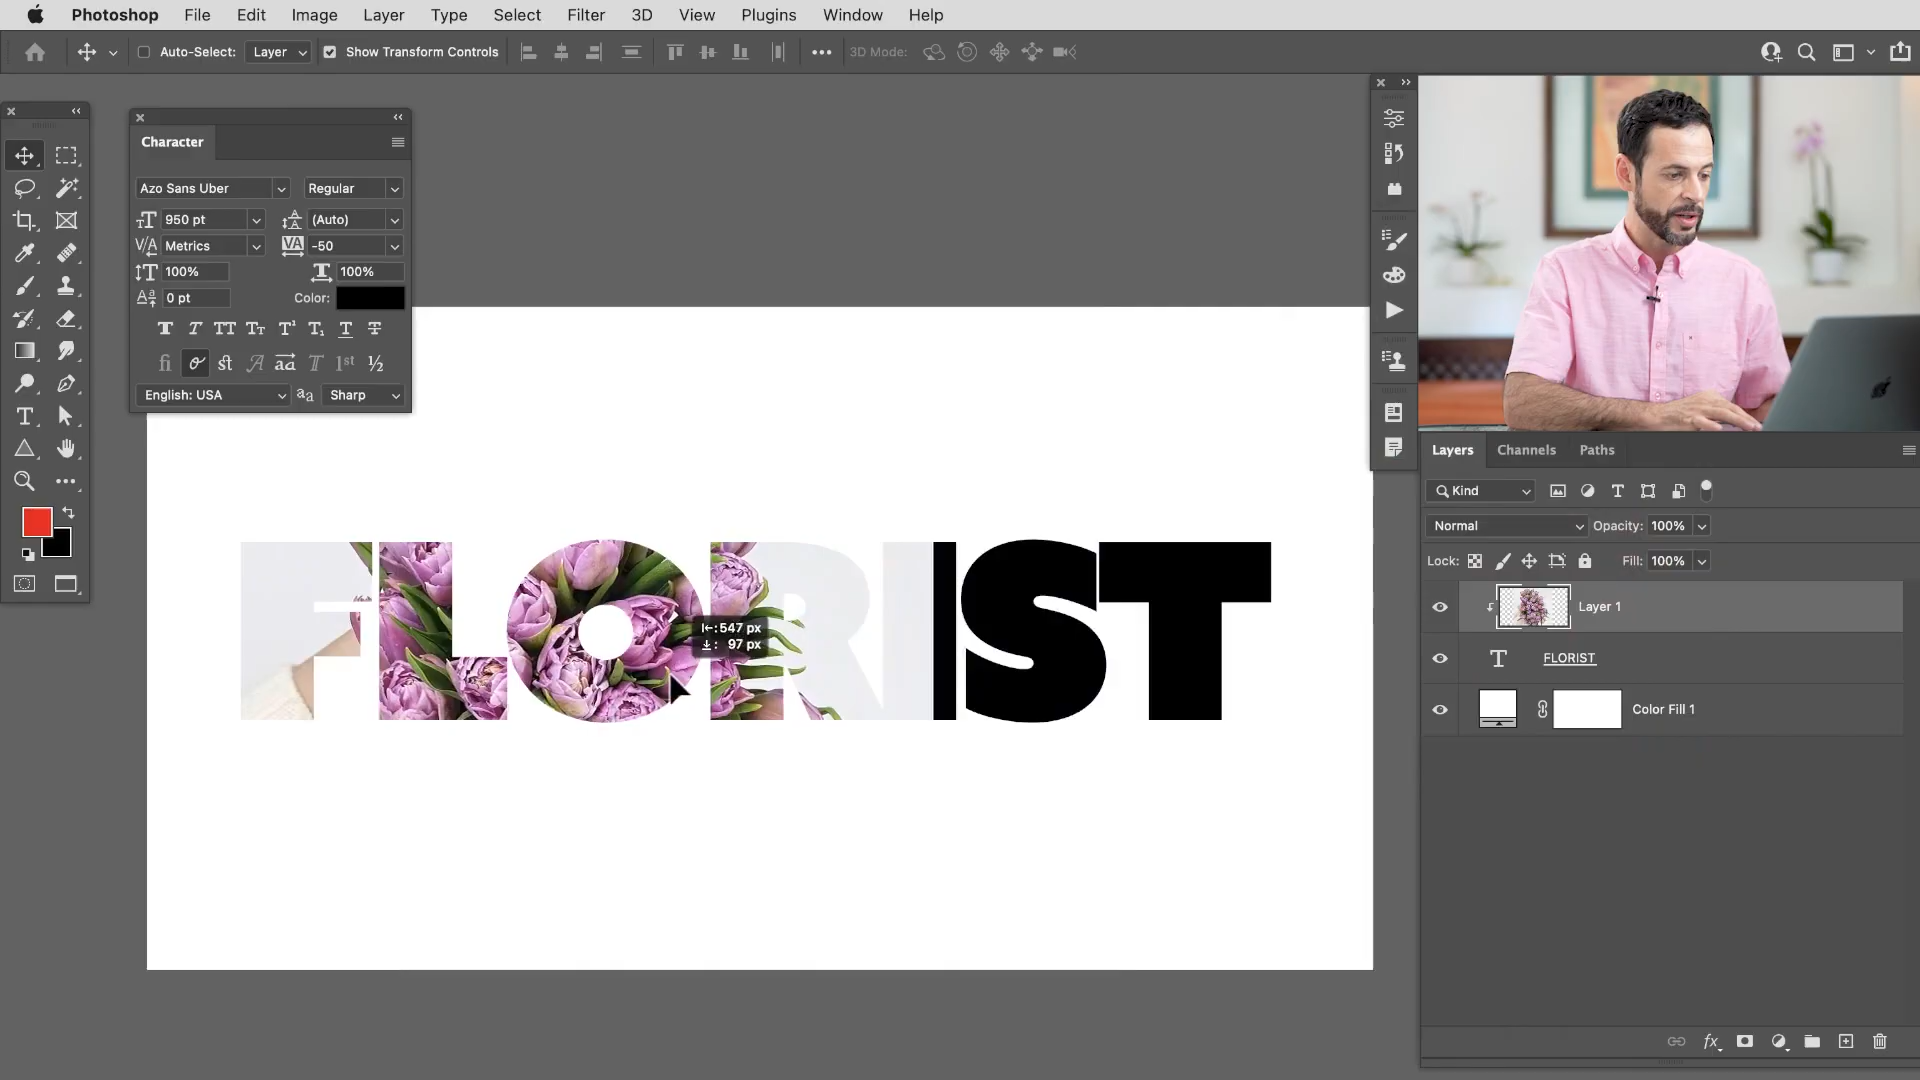 Photoshop File Edit Image Layer Type Select Filter 3D View Plugins Window Help
Auto-Select: Layer Show Transform Controls 3D Mode:
Character
Azo Sans Uber Regular
950 pt (Auto)
Metrics -50
100% 100%
0 pt Color:
English: USA Sharp
FLORIST
547 px
97 px
Layers Channels Paths
Kind
Normal Opacity: 100%
Lock: Fill: 100%
Layer 1
FLORIST
Color Fill 1